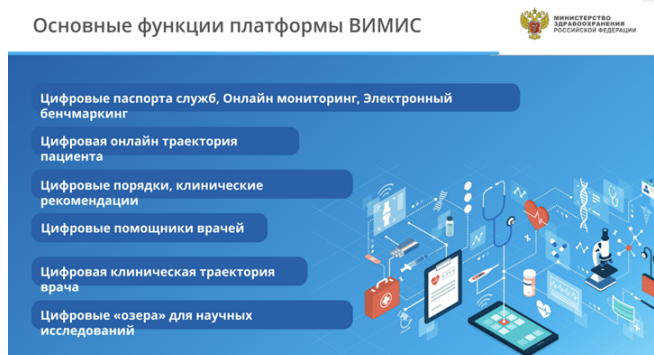 Основные функции платформы ВИМИС
МИНИСТЕРСТВО
ЗДРАВООХРАНЕНИЯ
РОССИЙСКОЙ ФЕДЕРАЦИИ
Цифровые паспорта служб, Онлайн мониторинг, Электронный
бенчмаркинг
Цифровая онлайн траектория
пациента
Цифровые порядки, клинические
рекомендации
Цифровые помощники врачей
Цифровая клиническая траектория
врача
Цифровые «озера» для научных
исследований